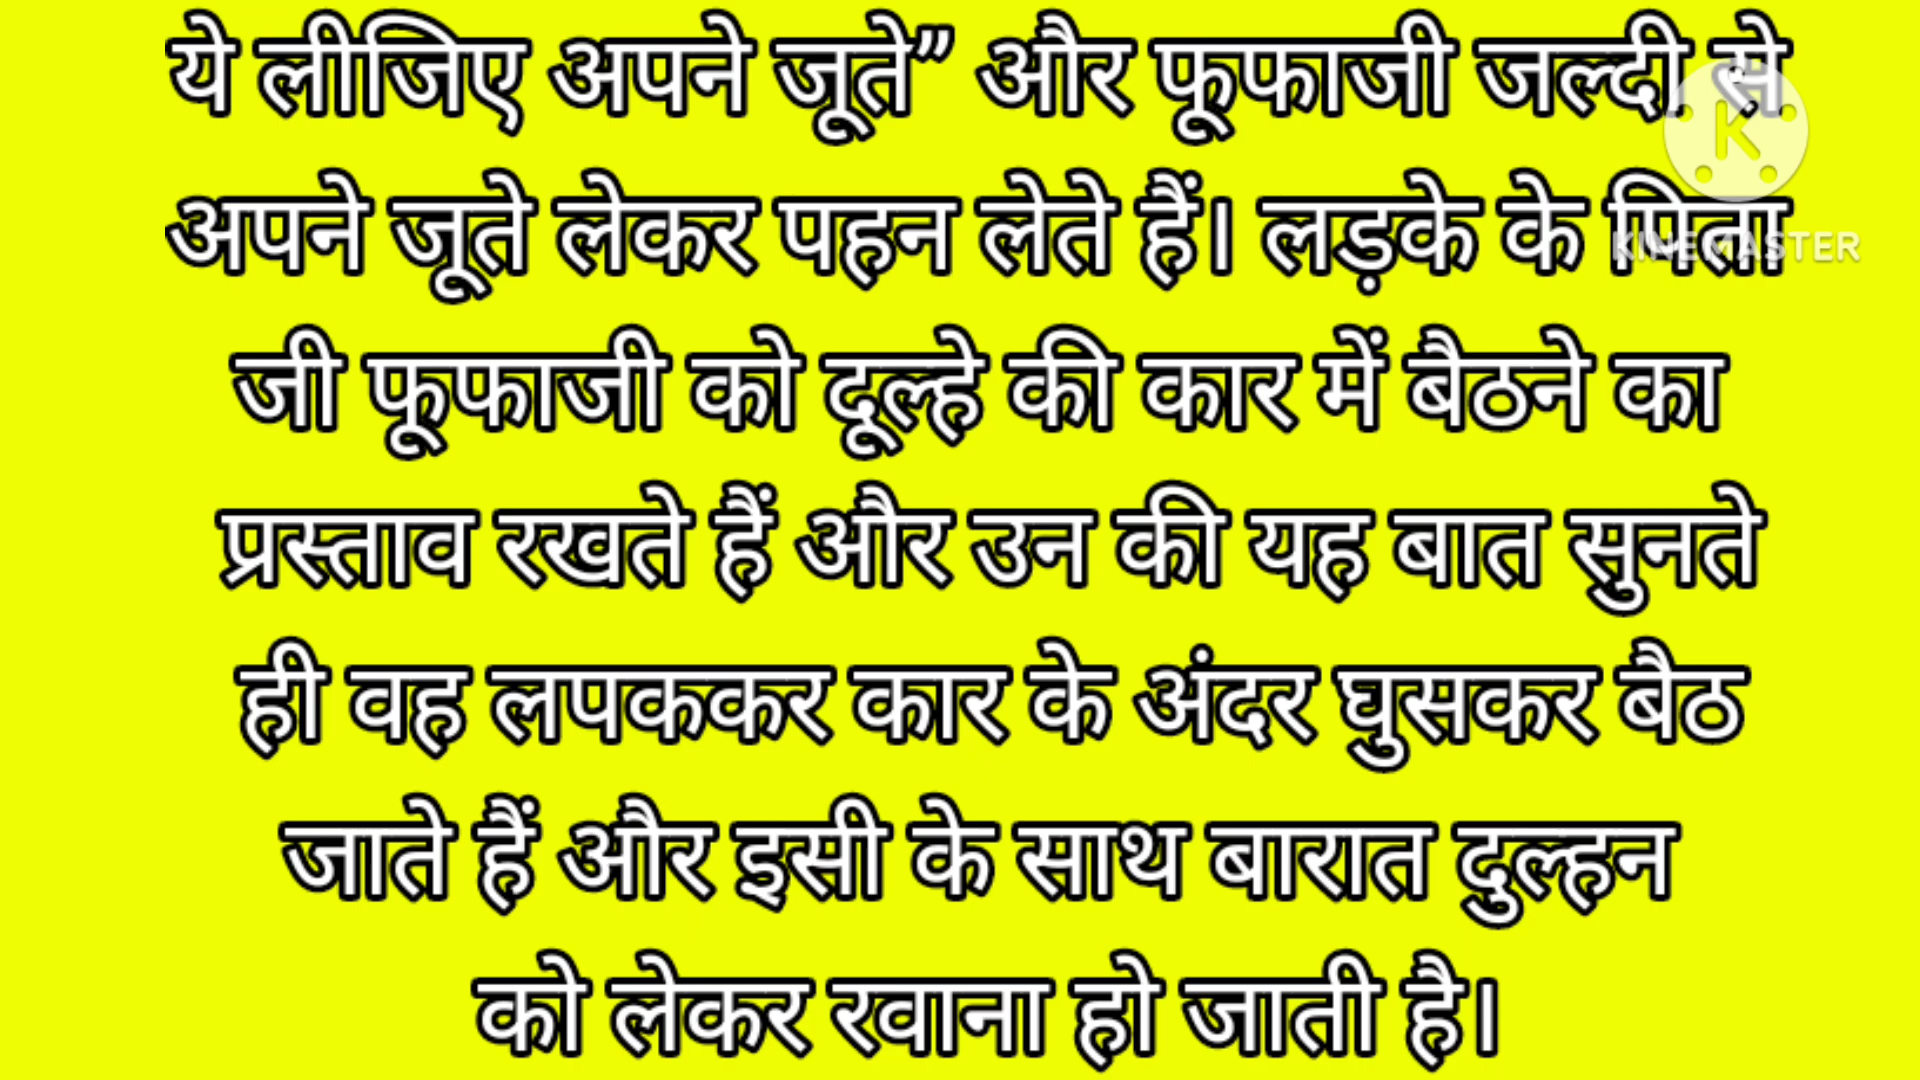 ये लीजिए अपने जूते” और फूफाजी जल्दी से
अपने जूते लेकर पहन लेते हैं। लड़के के पिता
जी फूफाजी को दूल्हे की कार में बैठने का
प्रस्ताव रखते हैं और उन की यह बात सुनते
ही वह लपककर कार के अंदर घुसकर बैठ
जाते हैं और इसी के साथ बारात दुल्हन
को लेकर रवाना हो जाती है।
K
KINEMASTER